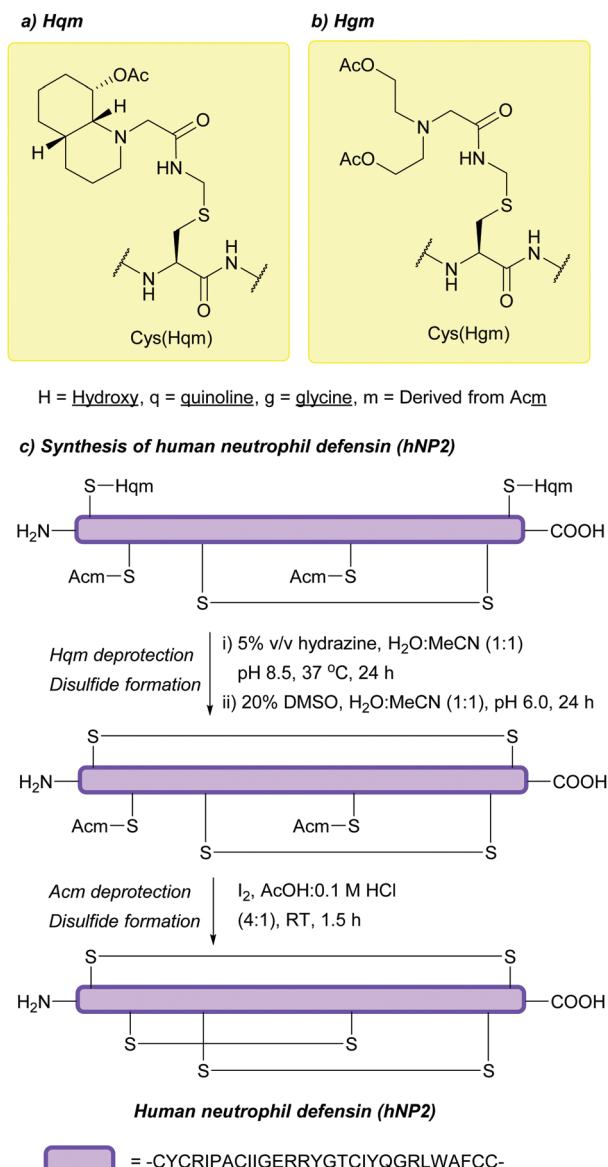 a) Hqm
b) Hgm
OAc
H
H
N
O
HN
S
N
H
O
H
N
Cys(Hqm)
AcO
AcO
N
O
HN
S
N
H
O
H
N
Cys(Hgm)
H = Hydroxy, q = quinoline, g = glycine, m = Derived from Acm
c) Synthesis of human neutrophil defensin (hNP2)
S—Hqm
S—Hqm
H₂N
COOH
Acm—S
Acm—S
S
S
Hqm deprotection
Disulfide formation
i) 5% v/v hydrazine, H₂O:MeCN (1:1)
pH 8.5, 37 ºC, 24 h
ii) 20% DMSO, H₂O:MeCN (1:1), pH 6.0, 24 h
S
S
H₂N
COOH
Acm—S
Acm—S
S
S
Acm deprotection
Disulfide formation
I₂, AcOH:0.1 M HCl
(4:1), RT, 1.5 h
S
S
H₂N
COOH
S
S
S
S
Human neutrophil defensin (hNP2)
= -CYCRIPACIIGERRYGTCIYQGRLWAFCC-